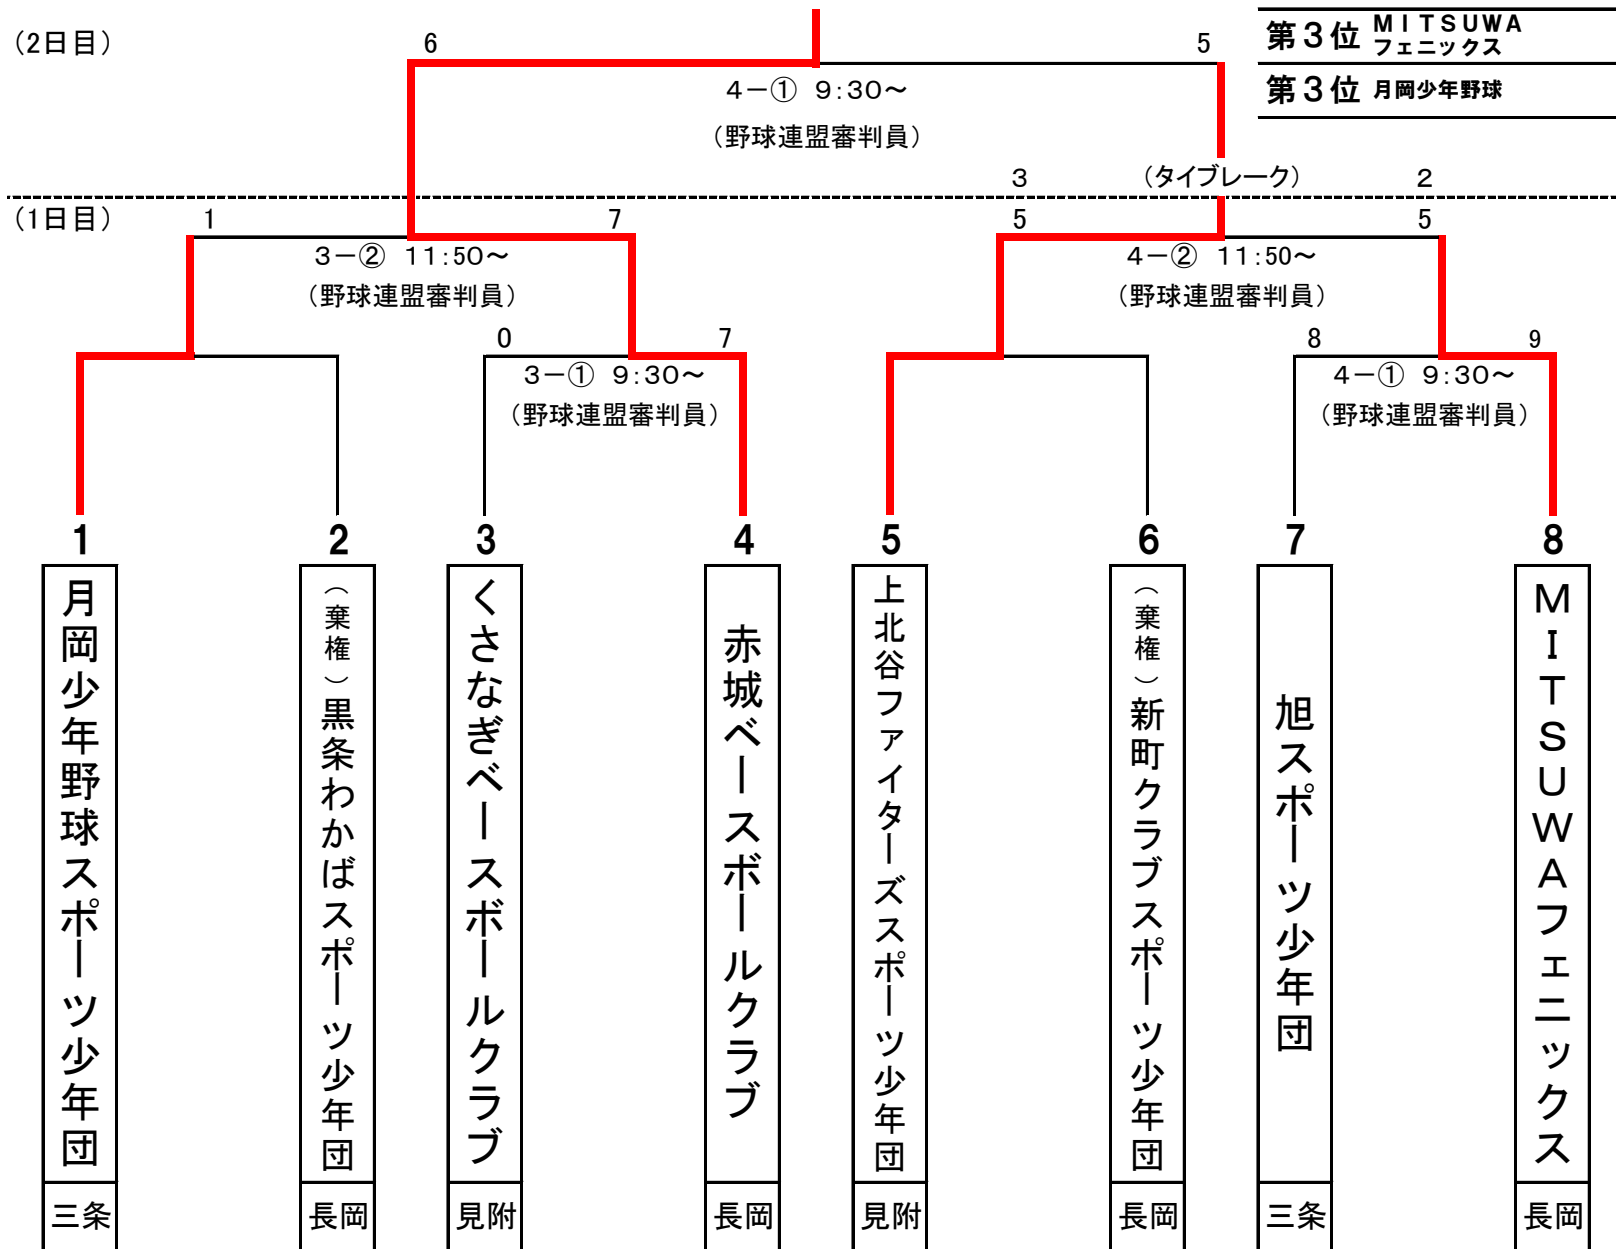 (2日目)
6
5
第3位 MITSUWA
フェニックス
第3位 月岡少年野球
4－① 9:30～
(野球連盟審判員)
3
(タイブレーク)
2
(1日目)
1
7
5
5
3－② 11:50～
(野球連盟審判員)
4－② 11:50～
(野球連盟審判員)
0
7
8
9
3－① 9:30～
(野球連盟審判員)
4－① 9:30～
(野球連盟審判員)
1
2
3
4
5
6
7
8
月岡少年野球スポーツ少年団
(棄権)黒条わかばスポーツ少年団
くさなぎベースボールクラブ
赤城ベースボールクラブ
上北谷ファイターズスポーツ少年団
(棄権)新町クラブスポーツ少年団
旭スポーツ少年団
MITSUWAフェニックス
三条
長岡
見附
長岡
見附
長岡
三条
長岡